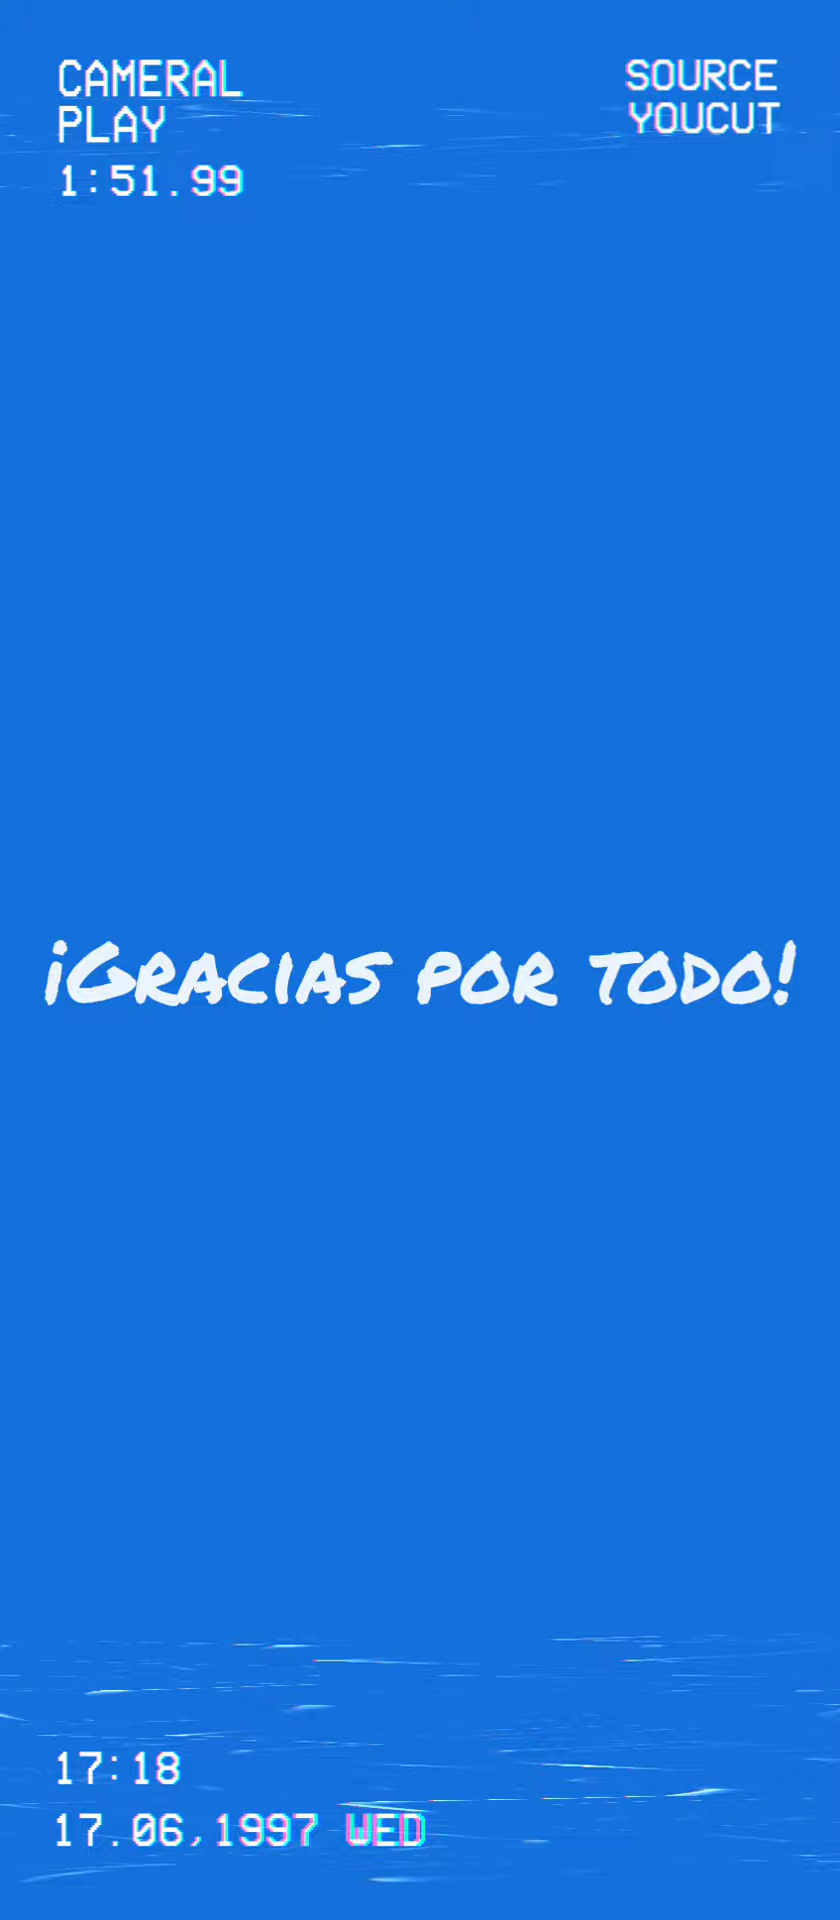 CAMERAL
PLAY
1:51.99
SOURCE
YOUCUT
¡GRACIAS POR TODO!
17:18
17.06,1997 WED